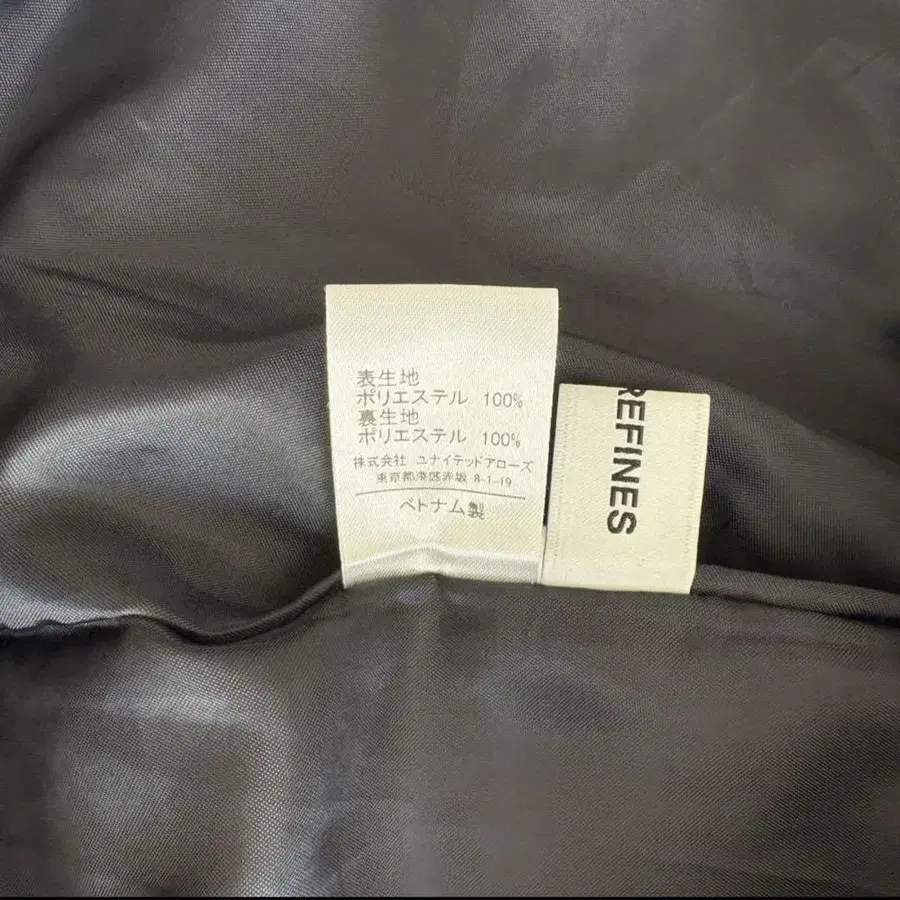 表生地
ポリエステル 100%
裏生地
ポリエステル 100%
株式会社 ユナイテッドアローズ
東京都港区赤坂 8-1-19
ベトナム製
REFINES